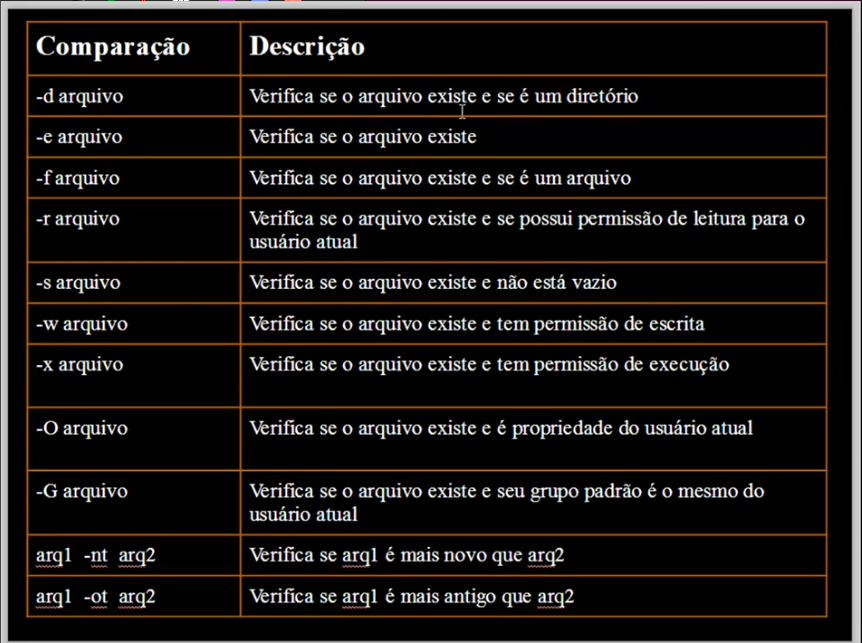 Comparação Descrição
-d arquivo Verifica se o arquivo existe e se é um diretório
-e arquivo Verifica se o arquivo existe
-f arquivo Verifica se o arquivo existe e se é um arquivo
-r arquivo Verifica se o arquivo existe e se possui permissão de leitura para o
usuário atual
-s arquivo Verifica se o arquivo existe e não está vazio
-w arquivo Verifica se o arquivo existe e tem permissão de escrita
-x arquivo Verifica se o arquivo existe e tem permissão de execução
-O arquivo Verifica se o arquivo existe e é propriedade do usuário atual
-G arquivo Verifica se o arquivo existe e seu grupo padrão é o mesmo do
usuário atual
arq1 -nt arq2 Verifica se arq1 é mais novo que arq2
arq1 -ot arq2 Verifica se arq1 é mais antigo que arq2